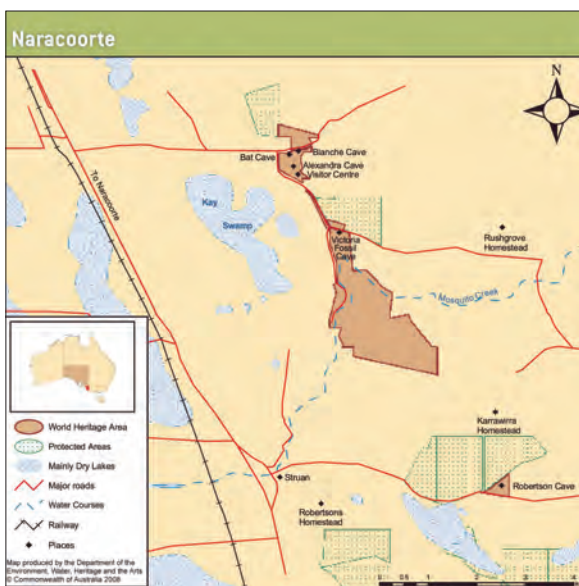 Naracoorte
N
To Naracoorte
Bat Cave
Blanche Cave
Alexandra Cave
Visitor Centre
Kay
Swamp
Victoria
Fossil
Cave
Rushgrove
Homestead
Mosquito Creek
Karrawirra
Homestead
Struan
Robertson Cave
Robertsons
Homestead
World Heritage Area
Protected Areas
Mainly Dry Lakes
Major roads
Water Courses
Railway
Places
Map produced by the Department of the
Environment, Water, Heritage and the Arts
© Commonwealth of Australia 2008